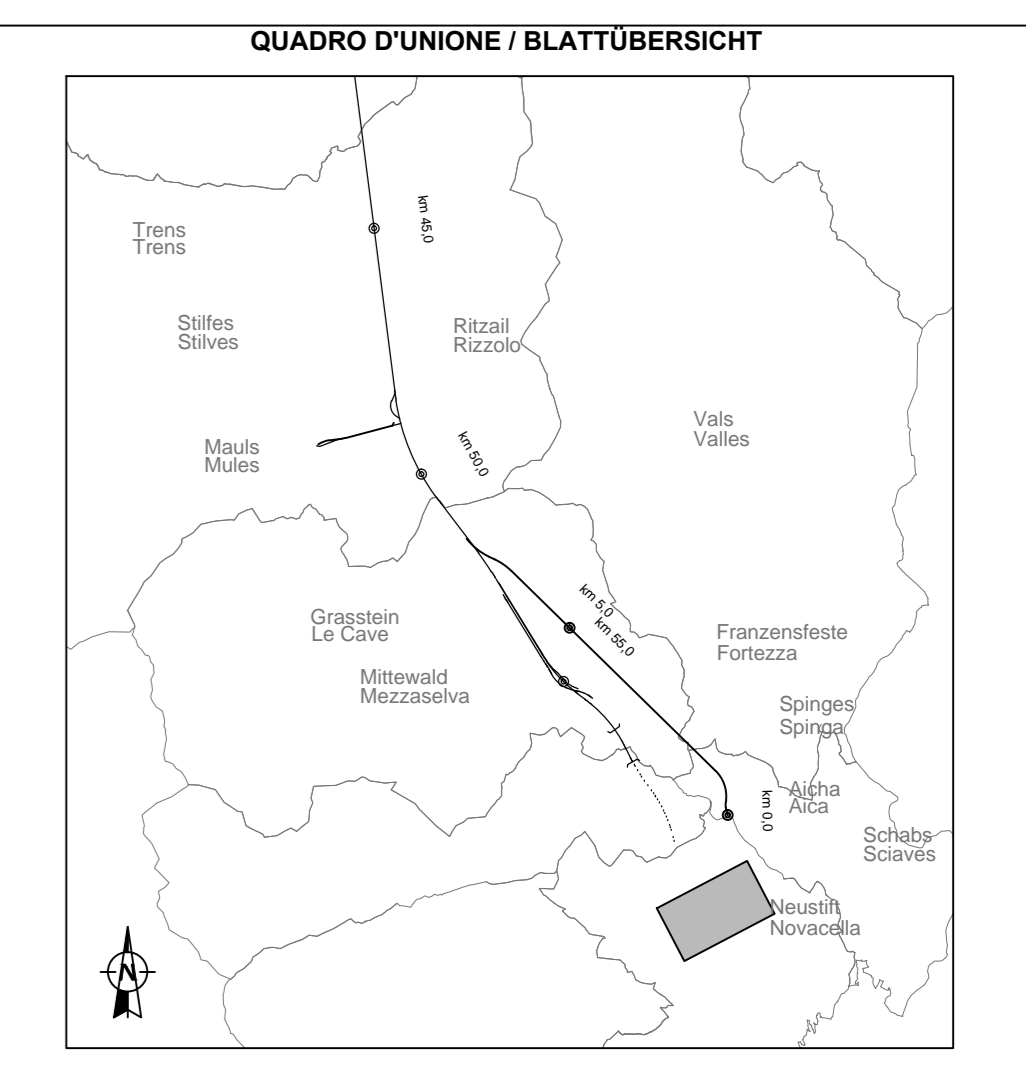 QUADRO D'UNIONE / BLATTÜBERSICHT
km 45,0
Trens
Trens
Stilfes
Stilves
Ritzail
Rizzolo
Vals
Valles
Mauls
Mules
km 50,0
km 5,0
km 55,0
Grasstein
Le Cave
Franzensfeste
Fortezza
Mittewald
Mezzaselva
Spinges
Spinga
Aicha
Aica
km 0,0
Schabs
Sciaves
Neustift
Novacella
N